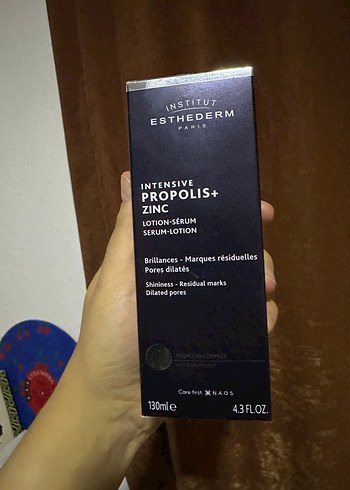 INSTITUT
ESTHEDERM
PARIS
INTENSIVE
PROPOLIS+
ZINC
LOTION-SÉRUM
SERUM-LOTION
Brillances - Marques résiduelles
Pores dilatés
Shininess - Residual marks
Dilated pores
COMPLEX
Care first NAOS
130ml e
4.3 FL.OZ.